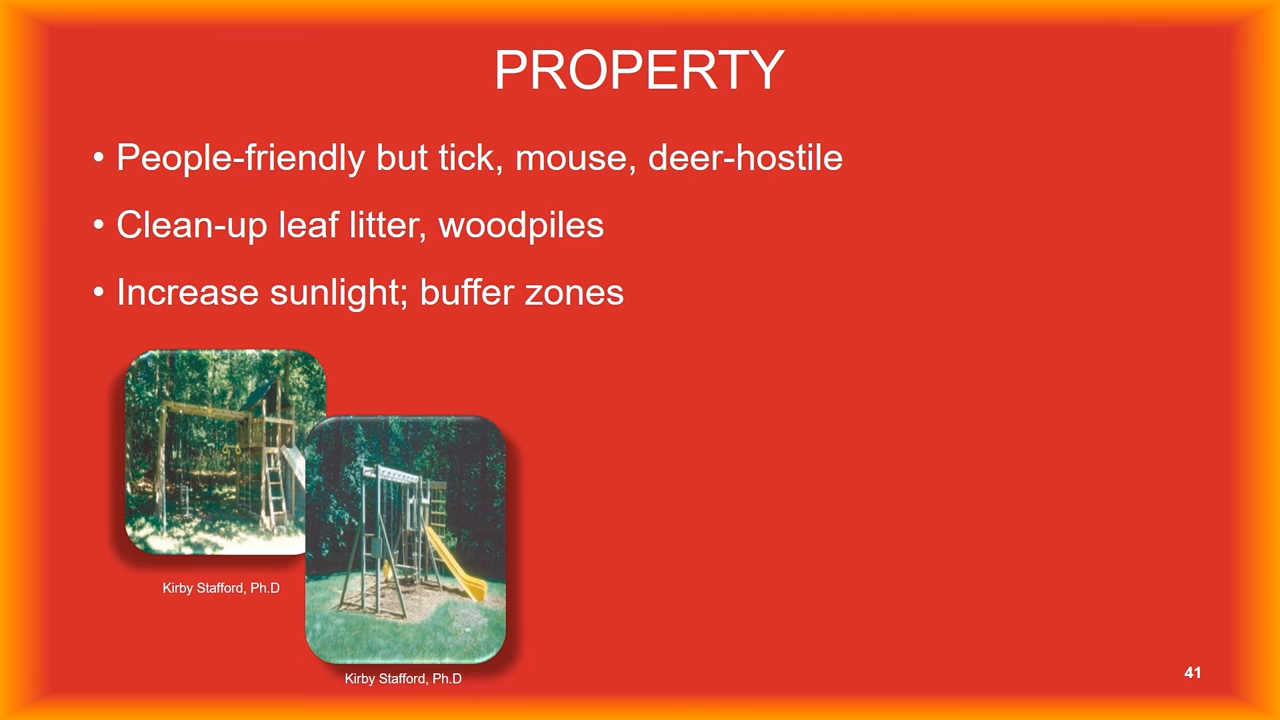 PROPERTY
• People-friendly but tick, mouse, deer-hostile
• Clean-up leaf litter, woodpiles
• Increase sunlight; buffer zones
Kirby Stafford, Ph.D
Kirby Stafford, Ph.D
41